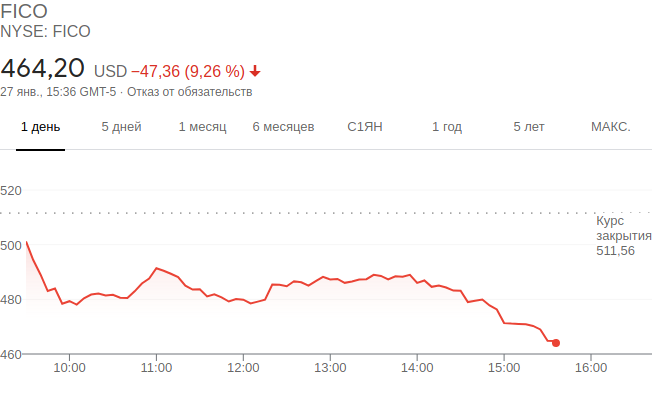 FICO
NYSE: FICO
464,20 USD −47,36 (9,26 %)
27 янв., 15:36 GMT-5 · Отказ от обязательств
1 день 5 дней 1 месяц 6 месяцев С1ЯН 1 год 5 лет МАКС.
520
Курс
закрытия
511,56
500
480
460
10:00 11:00 12:00 13:00 14:00 15:00 16:00